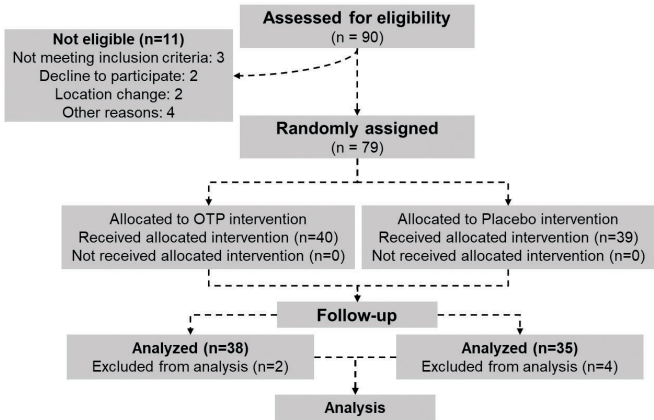 Assessed for eligibility
(n = 90)
Not eligible (n=11)
Not meeting inclusion criteria: 3
Decline to participate: 2
Location change: 2
Other reasons: 4
Randomly assigned
(n = 79)
Allocated to OTP intervention
Received allocated intervention (n=40)
Not received allocated intervention (n=0)
Allocated to Placebo intervention
Received allocated intervention (n=39)
Not received allocated intervention (n=0)
Follow-up
Analyzed (n=38)
Excluded from analysis (n=2)
Analyzed (n=35)
Excluded from analysis (n=4)
Analysis